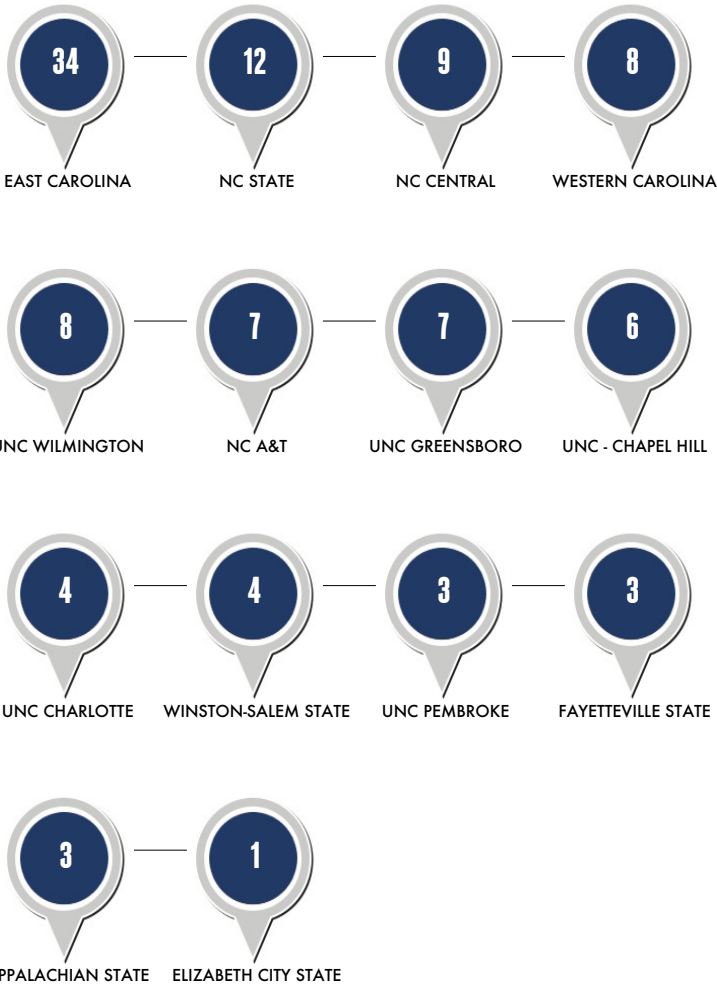 34 12 9 8
EAST CAROLINA NC STATE NC CENTRAL WESTERN CAROLINA
8 7 7 6
UNC WILMINGTON NC A&T UNC GREENSBORO UNC - CHAPEL HILL
4 4 3 3
UNC CHARLOTTE WINSTON-SALEM STATE UNC PEMBROKE FAYETTEVILLE STATE
3 1
PPALACHIAN STATE ELIZABETH CITY STATE